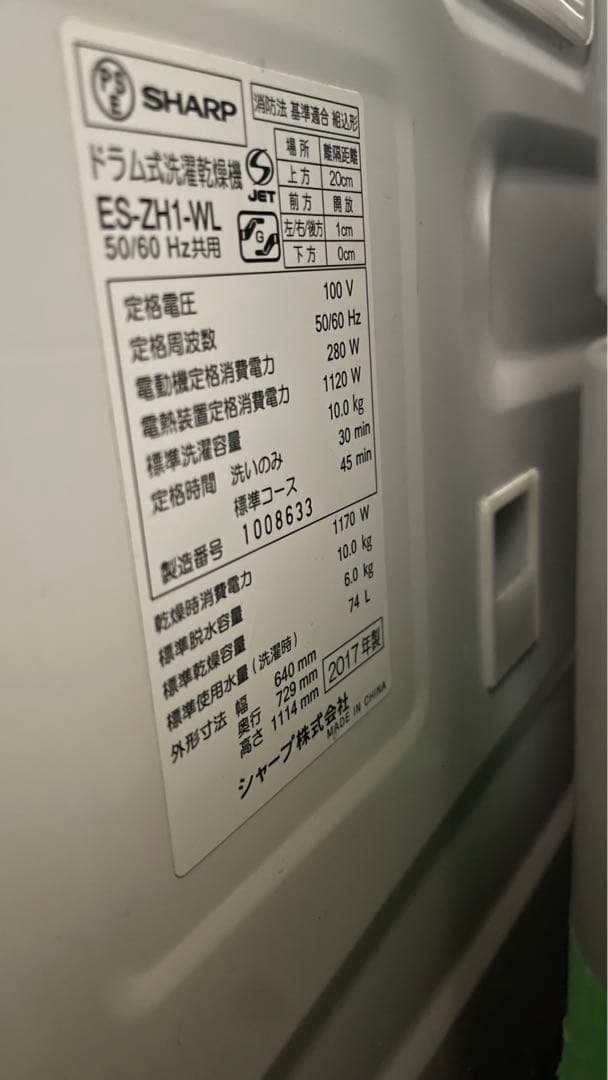 PSE
SHARP
消防法 基準適合 組込形
場所 離隔距離
上方 20cm
前方 開放
左/右/後方 1cm
下方 0cm
ドラム式洗濯乾燥機
S JET
ES-ZH1-WL
50/60 Hz共用
G
定格電圧 100 V
定格周波数 50/60 Hz
電動機定格消費電力 280 W
電熱装置定格消費電力 1120 W
標準洗濯容量 10.0 kg
定格時間 洗いのみ 30 min
標準コース 45 min
製造番号 1008633
乾燥時消費電力 1170 W
標準脱水容量 10.0 kg
標準乾燥容量 6.0 kg
標準使用水量(洗濯時) 74 L
外形寸法 幅 640 mm
奥行 729 mm
高さ 1114 mm
2017年製
シャープ株式会社
MADE IN CHINA